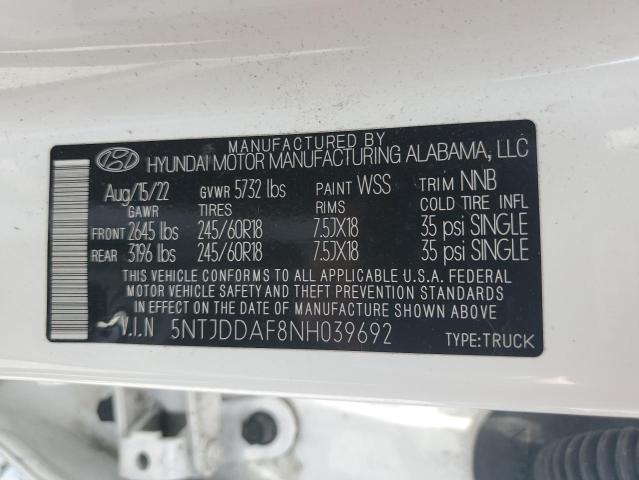 MANUFACTURED BY
HYUNDAI MOTOR MANUFACTURING ALABAMA, LLC
Aug/15/22 GVWR 5732 lbs PAINT WSS TRIM NNB
GAWR TIRES RIMS COLD TIRE INFL
FRONT 2645 lbs 245/60R18 7.5JX18 35 psi SINGLE
REAR 3196 lbs 245/60R18 7.5JX18 35 psi SINGLE
THIS VEHICLE CONFORMS TO ALL APPLICABLE U.S.A. FEDERAL
MOTOR VEHICLE SAFETY AND THEFT PREVENTION STANDARDS
IN EFFECT ON THE DATE OF MANUFACTURE SHOWN ABOVE
V.I.N 5NTJDDAF8NH039692 TYPE:TRUCK